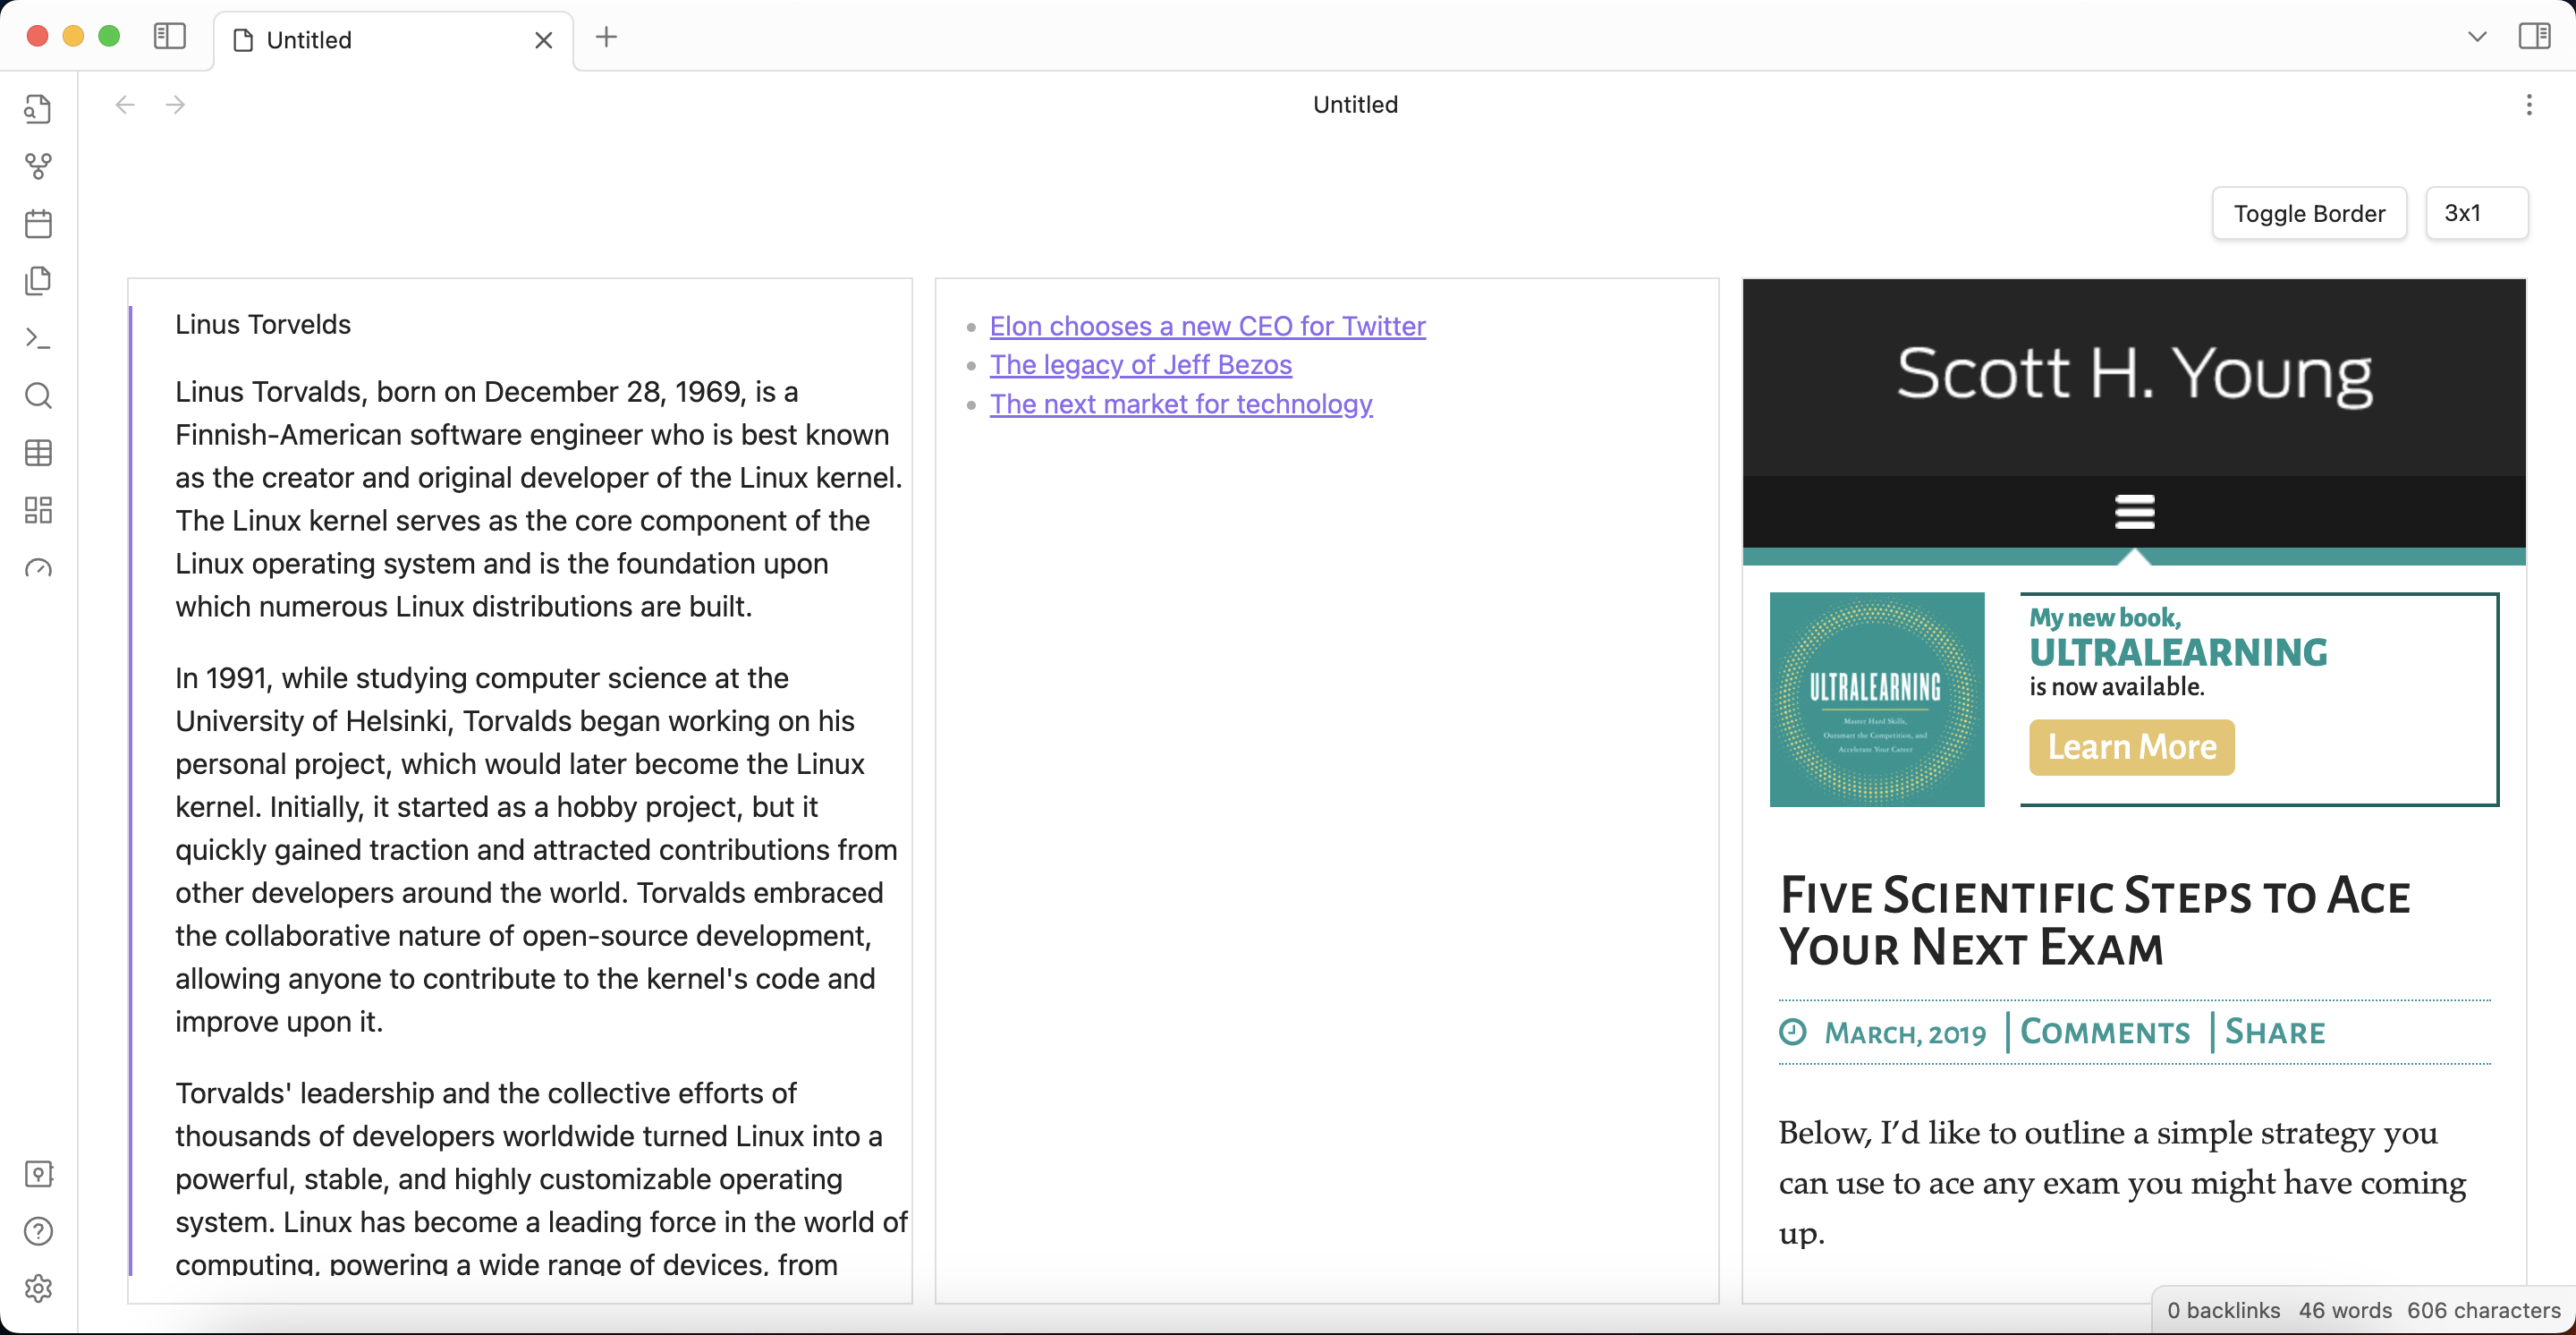 Untitled
Untitled
Toggle Border
3x1
Linus Torvelds
Linus Torvalds, born on December 28, 1969, is a
Finnish-American software engineer who is best known
as the creator and original developer of the Linux kernel.
The Linux kernel serves as the core component of the
Linux operating system and is the foundation upon
which numerous Linux distributions are built.
In 1991, while studying computer science at the
University of Helsinki, Torvalds began working on his
personal project, which would later become the Linux
kernel. Initially, it started as a hobby project, but it
quickly gained traction and attracted contributions from
other developers around the world. Torvalds embraced
the collaborative nature of open-source development,
allowing anyone to contribute to the kernel's code and
improve upon it.
Torvalds' leadership and the collective efforts of
thousands of developers worldwide turned Linux into a
powerful, stable, and highly customizable operating
system. Linux has become a leading force in the world of
computing, powering a wide range of devices, from
Elon chooses a new CEO for Twitter
The legacy of Jeff Bezos
The next market for technology
Scott H. Young
ULTRALEARNING
Master Hard Skills,
Outsmart the Competition, and
Accelerate Your Career
My new book,
ULTRALEARNING
is now available.
Learn More
Five Scientific Steps to Ace
Your Next Exam
March, 2019 | Comments | Share
Below, I’d like to outline a simple strategy you
can use to ace any exam you might have coming
up.
0 backlinks 46 words 606 characters